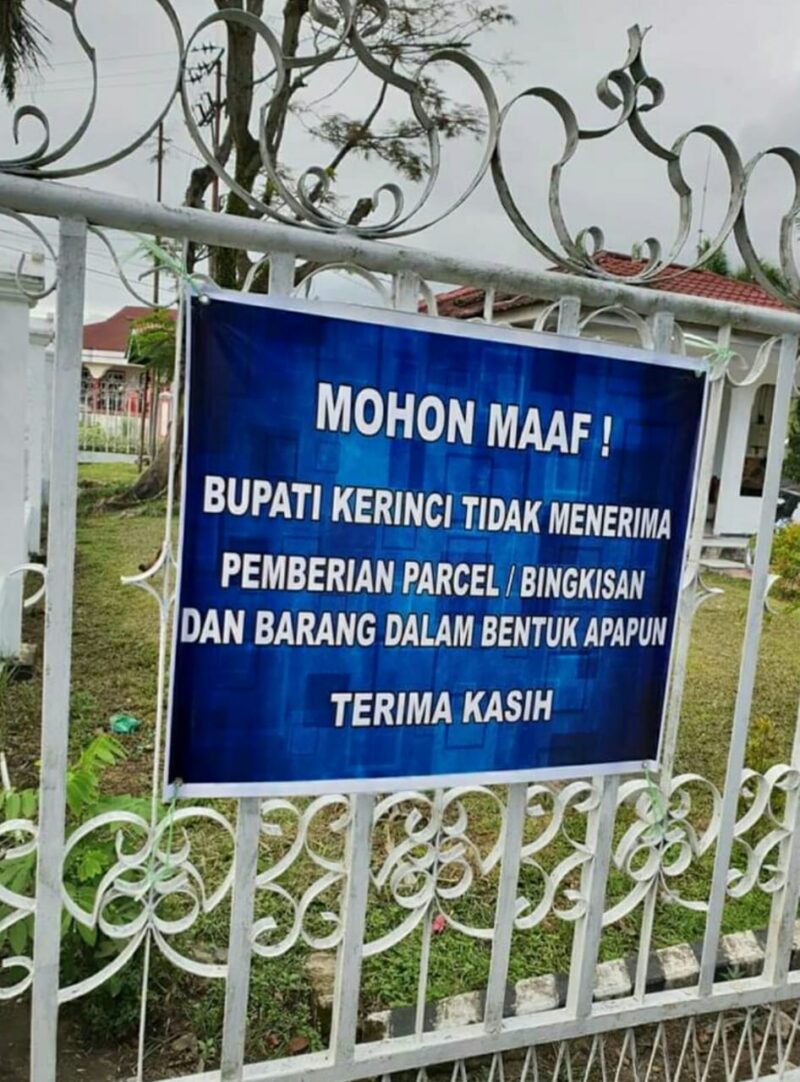 MOHON MAAF !
BUPATI KERINCI TIDAK MENERIMA
PEMBERIAN PARCEL / BINGKISAN
DAN BARANG DALAM BENTUK APAPUN
TERIMA KASIH